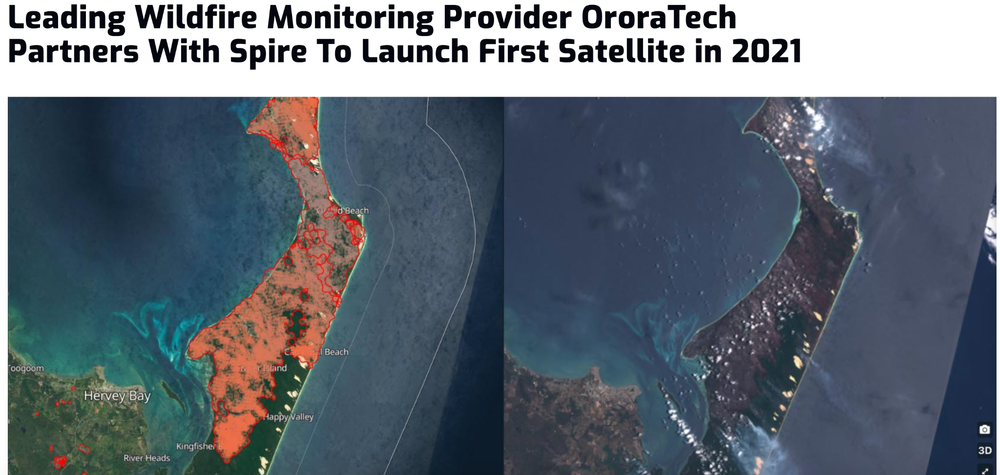 Leading Wildfire Monitoring Provider OroraTech
Partners With Spire To Launch First Satellite in 2021
Beach
Beach
Island
Hervey Bay
Happy Valley
Kingfisher
River Heads
3D